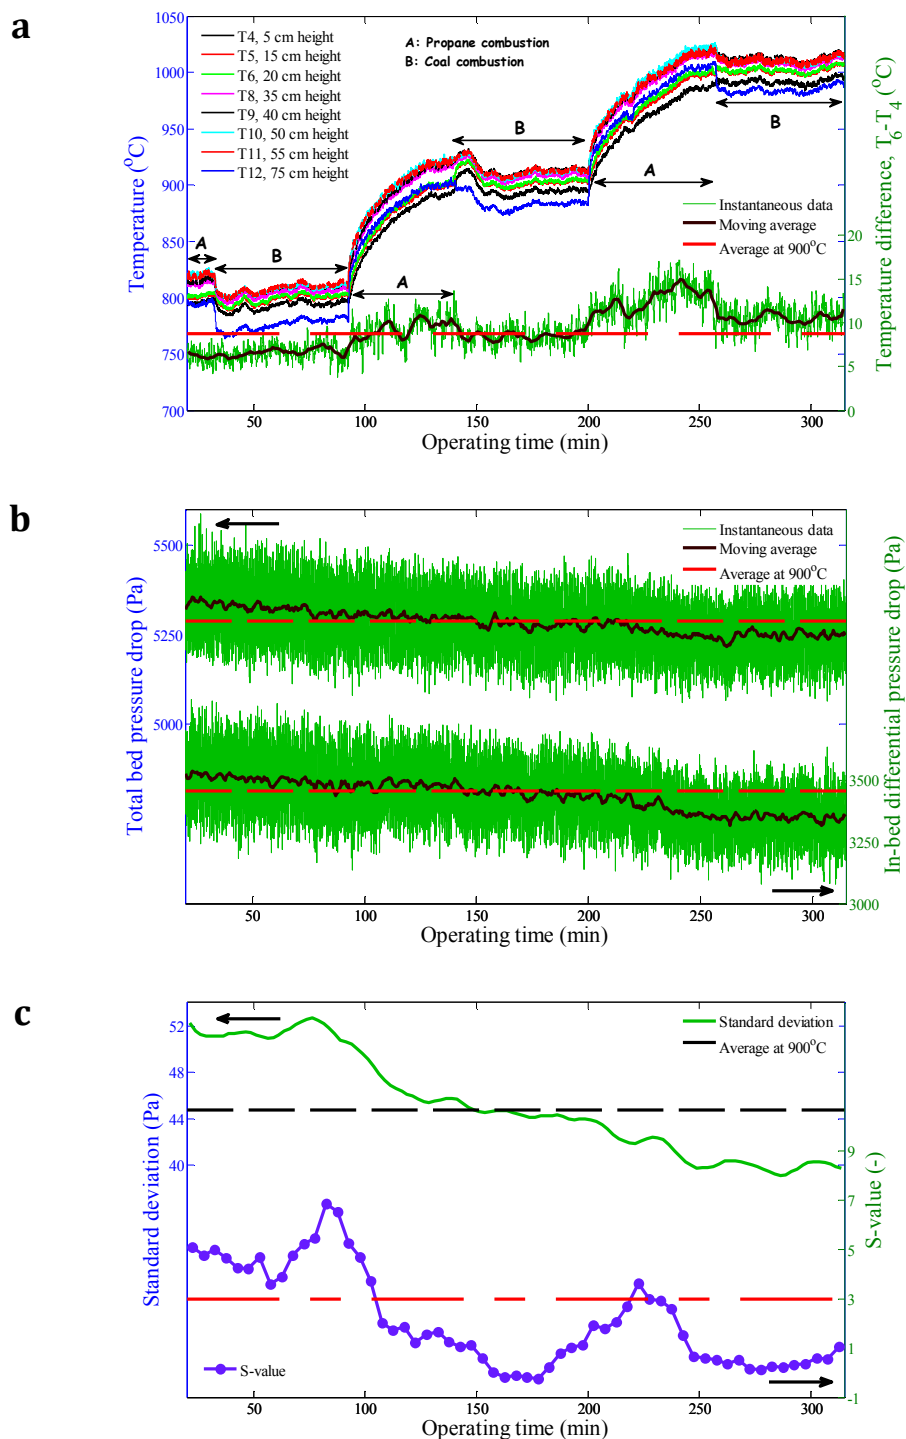 a
1050
1000
950
900
850
800
750
700
Temperature (°C)
T4, 5 cm height
T5, 15 cm height
T6, 20 cm height
T8, 35 cm height
T9, 40 cm height
T10, 50 cm height
T11, 55 cm height
T12, 75 cm height
A: Propane combustion
B: Coal combustion
A
B
A
B
A
B
Instantaneous data
Moving average
Average at 900°C
20
15
10
5
0
Temperature difference, T6-T4 (°C)
50 100 150 200 250 300
Operating time (min)
b
5500
5250
5000
Total bed pressure drop (Pa)
Instantaneous data
Moving average
Average at 900°C
3500
3250
3000
In-bed differential pressure drop (Pa)
50 100 150 200 250 300
Operating time (min)
c
52
48
44
40
Standard deviation (Pa)
Standard deviation
Average at 900°C
9
7
5
3
1
-1
S-value (-)
S-value
50 100 150 200 250 300
Operating time (min)